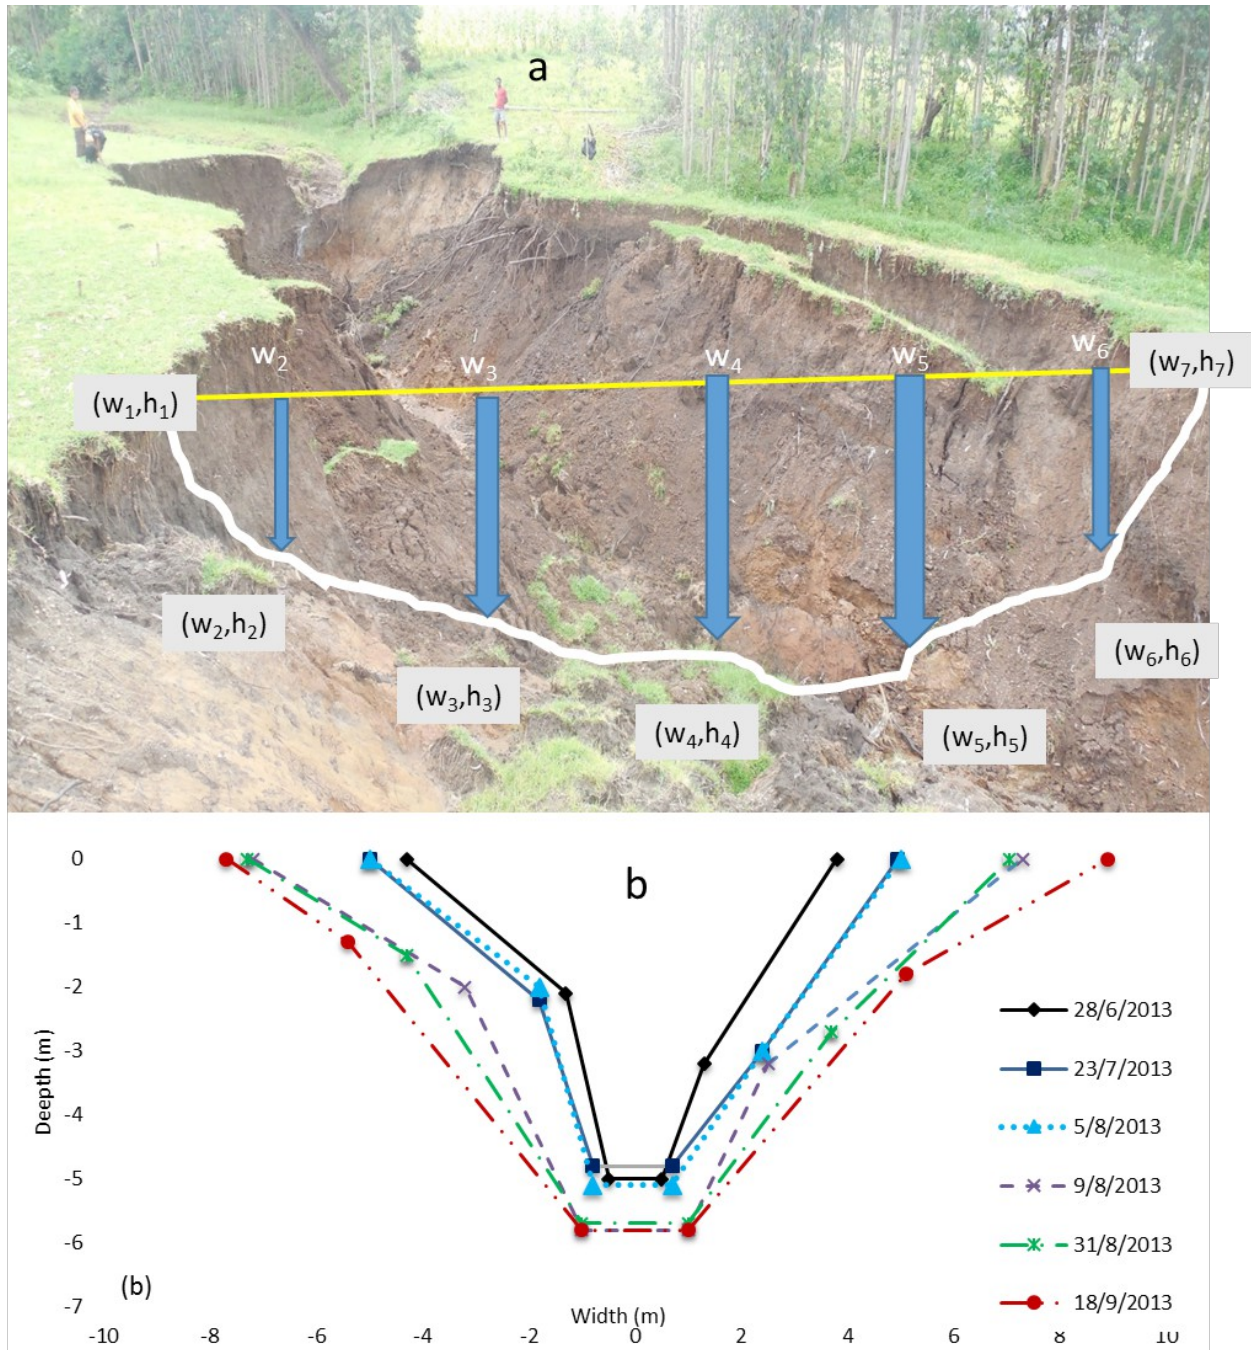 a
w₂
w₃
w₄
w₅
w₆
(w₁,h₁)
(w₇,h₇)
(w₂,h₂)
(w₃,h₃)
(w₄,h₄)
(w₅,h₅)
(w₆,h₆)
b
0
-1
-2
-3
-4
-5
-6
-7
Deepth (m)
28/6/2013
23/7/2013
5/8/2013
9/8/2013
31/8/2013
18/9/2013
(b)
Width (m)
-10 -8 -6 -4 -2 0 2 4 6 8 10